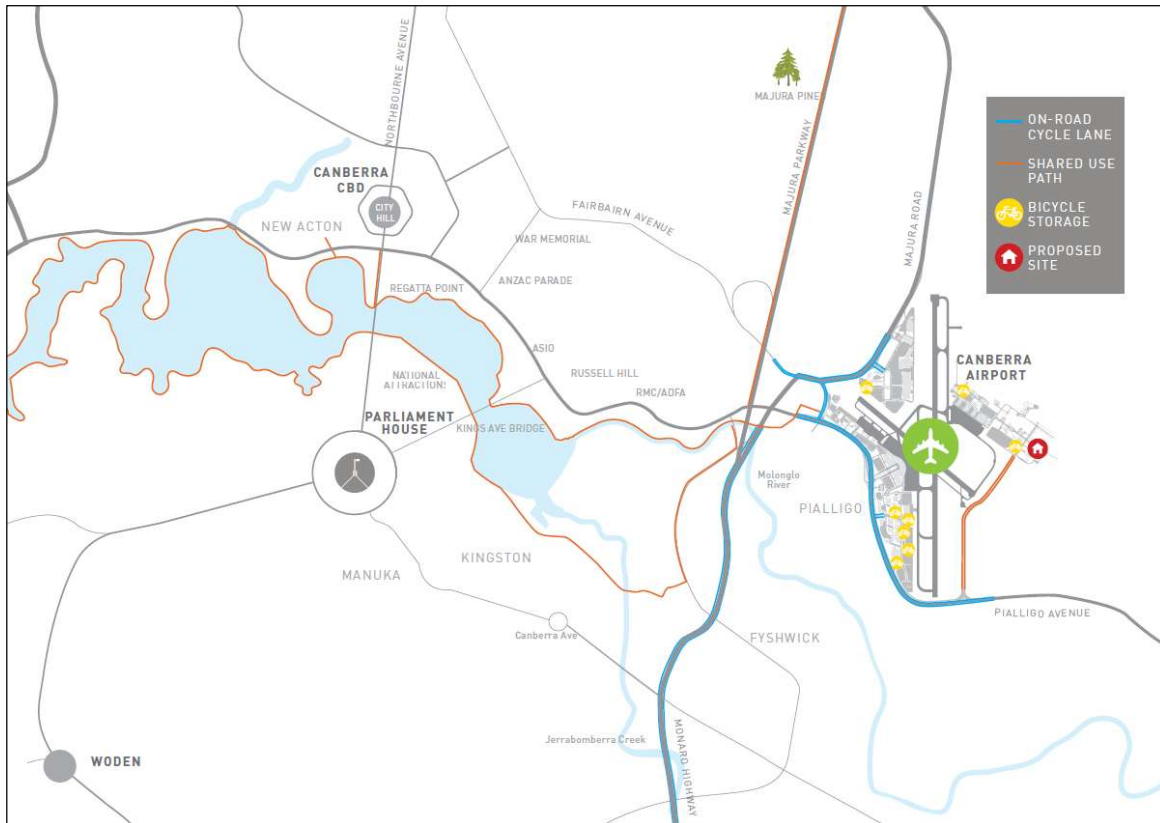 NORTHBOURNE AVENUE
CANBERRA
CBD
CITY
HILL
NEW ACTON
REGATTA POINT
WAR MEMORIAL
ANZAC PARADE
FAIRBAIRN AVENUE
MAJURA PINE
MAJURA PARKWAY
MAJURA ROAD
ON-ROAD
CYCLE LANE
SHARED USE
PATH
BICYCLE
STORAGE
PROPOSED
SITE
CANBERRA
AIRPORT
ASIO
RUSSELL HILL
RMC/ADFA
NATIONAL
ATTRACTION
PARLIAMENT
HOUSE
KINGS AVE BRIDGE
Molonglo
River
PIALLIGO
KINGSTON
MANUKA
Canberra Ave
FYSHWICK
PIALLIGO AVENUE
Jerrabomberra Creek
MONARO HIGHWAY
WODEN